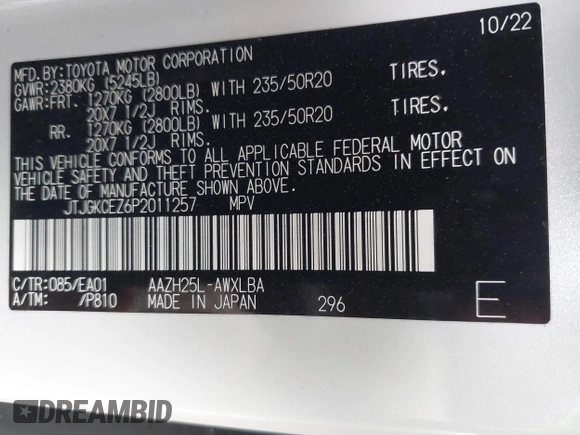 10/22
MFD.BY:TOYOTA MOTOR CORPORATION
GVWR:2380KG (5245LB)
GAWR:FRT. 1270KG (2800LB) WITH 235/50R20 TIRES.
20X7 1/2J RIMS.
RR. 1270KG (2800LB) WITH 235/50R20 TIRES.
20X7 1/2J RIMS.
THIS VEHICLE CONFORMS TO ALL APPLICABLE FEDERAL MOTOR
VEHICLE SAFETY AND THEFT PREVENTION STANDARDS IN EFFECT ON
THE DATE OF MANUFACTURE SHOWN ABOVE.
JTJGKCEZ6P2011257 MPV
C/TR:085/EA01 AAZH25L-AWXLBA
A/TM: /P810 MADE IN JAPAN 296 E
DREAMBID